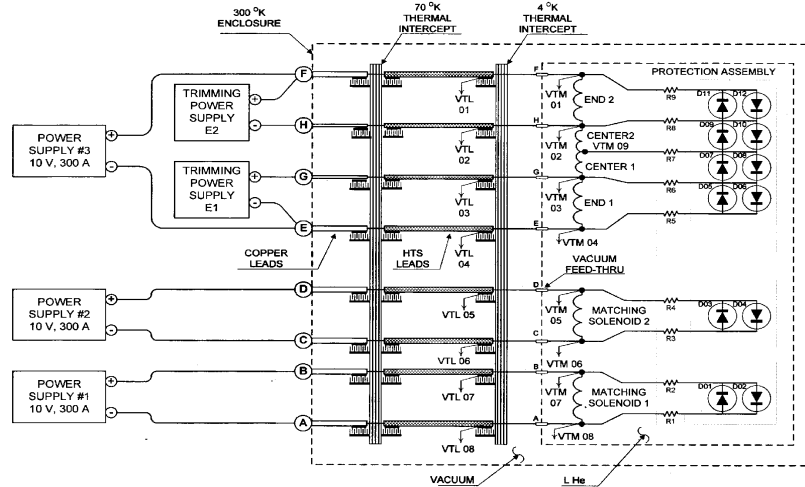 300 °K
ENCLOSURE
70 °K
THERMAL
INTERCEPT
4 °K
THERMAL
INTERCEPT
PROTECTION ASSEMBLY
POWER
SUPPLY #3
10 V, 300 A
+
-
TRIMMING
POWER
SUPPLY
E2
+
-
TRIMMING
POWER
SUPPLY
E1
+
-
F
H
G
E
VTL
01
VTL
02
VTL
03
VTL
04
COPPER
LEADS
HTS
LEADS
F
H
G
E
VTM
01
END 2
VTM
02
CENTER2
VTM 09
CENTER 1
VTM
03
END 1
VTM 04
R9
R8
R7
R6
R5
D11
D12
D09
D10
D07
D08
D05
D06
VACUUM
FEED-THRU
POWER
SUPPLY #2
10 V, 300 A
+
-
D
C
VTL 05
VTL 06
D
C
VTM
05
MATCHING
SOLENOID 2
VTM 06
R4
R3
D03
D04
POWER
SUPPLY #1
10 V, 300 A
+
-
B
A
VTL 07
VTL 08
B
A
VTM
07
MATCHING
SOLENOID 1
VTM 08
R2
R1
D01
D02
VACUUM
L He